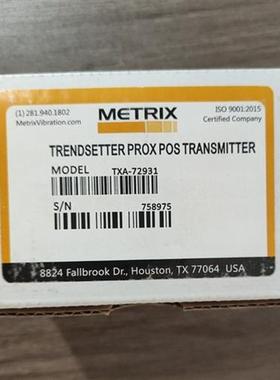 (1) 281.940.1802
MetrixVibration.com
METRIX
ISO 9001:2015
Certified Company
TRENDSETTER PROX POS TRANSMITTER
MODEL TXA-72931
S/N 758975
8824 Fallbrook Dr., Houston, TX 77064 USA